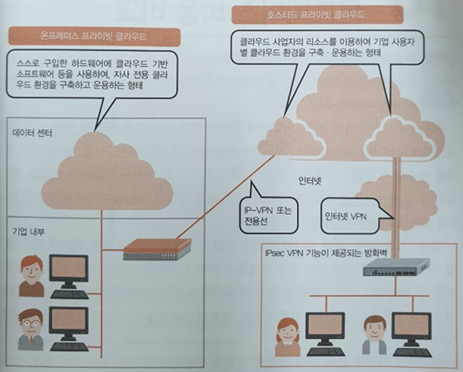 온프레미스 프라이빗 클라우드
스스로 구입한 하드웨어에 클라우드 기반
소프트웨어 등을 사용하여, 자사 전용 클라
우드 환경을 구축하고 운용하는 형태
데이터 센터
기업 내부
호스티드 프라이빗 클라우드
클라우드 사업자의 리소스를 이용하여 기업 사용자
별 클라우드 환경을 구축·운용하는 형태
인터넷
IP-VPN 또는
전용선
인터넷 VPN
IPsec VPN 기능이 제공되는 방화벽